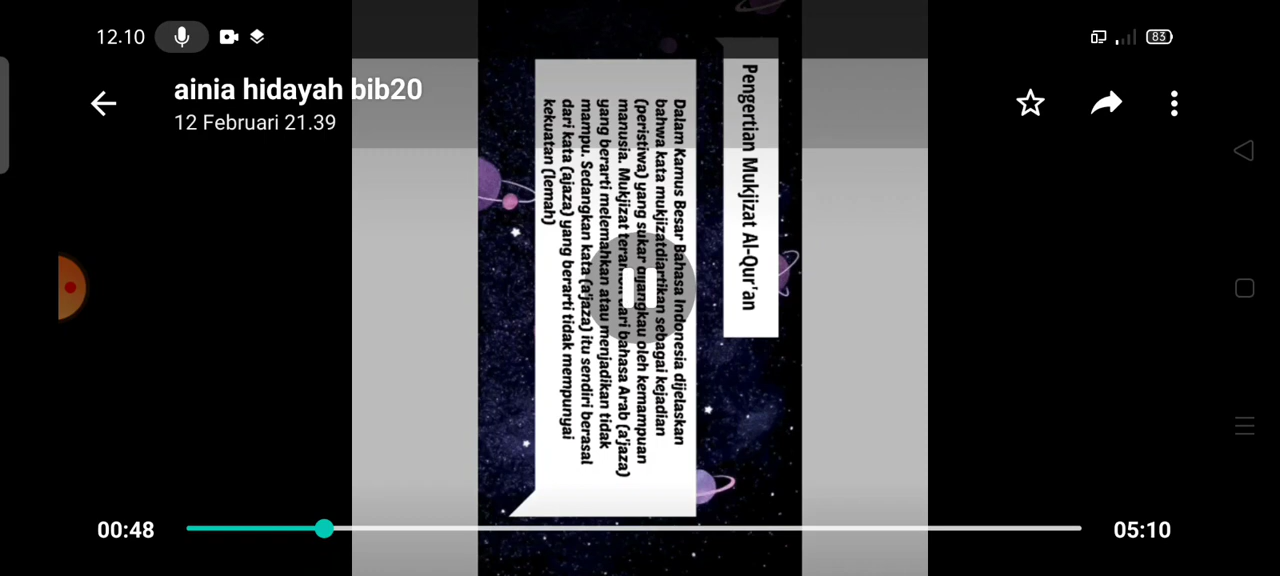 12.10
83
ainia hidayah bib20
12 Februari 21.39
Pengertian Mukjizat Al-Qur'an
Dalam Kamus Besar Bahasa Indonesia dijelaskan
bahwa kata mukjizatdiartikan sebagai kejadian
(peristiwa) yang sukar dijangkau oleh kemampuan
manusia. Mukjizat dari bahasa Arab (a'jaza)
yang berarti melemahkan atau menjadikan tidak
mampu. Sedangkan kata (a'jaza) itu sendiri berasal
dari kata (ajaza) yang berarti tidak mempunyai
kekuatan (lemah)
00:48
05:10